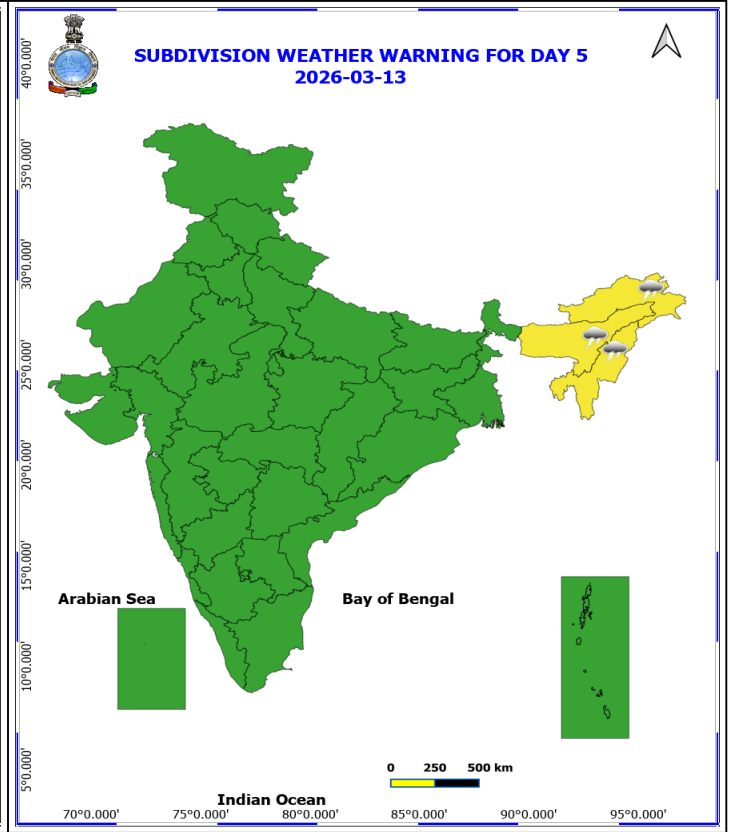 SUBDIVISION WEATHER WARNING FOR DAY 5
2026-03-13
40°0.000'
35°0.000'
30°0.000'
25°0.000'
20°0.000'
15°0.000'
10°0.000'
5°0.000'
Arabian Sea
Bay of Bengal
0 250 500 km
Indian Ocean
70°0.000' 75°0.000' 80°0.000' 85°0.000' 90°0.000' 95°0.000'